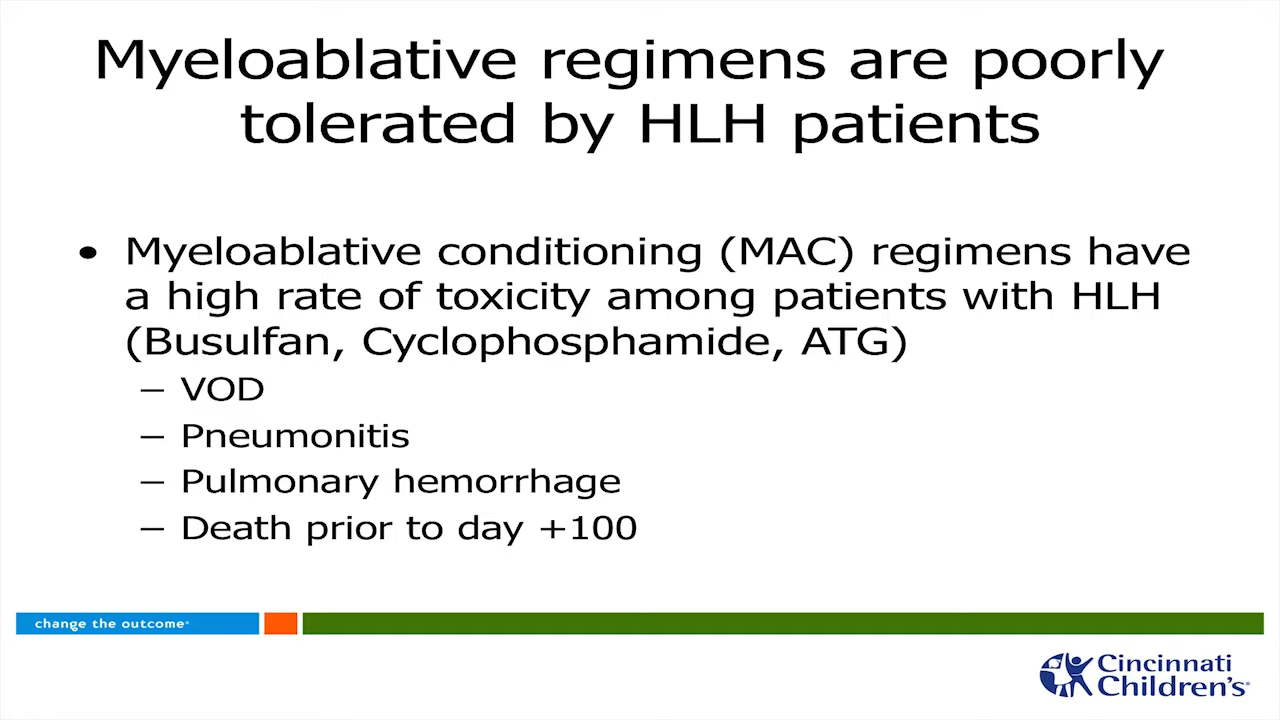 Myeloablative regimens are poorly
tolerated by HLH patients
• Myeloablative conditioning (MAC) regimens have
a high rate of toxicity among patients with HLH
(Busulfan, Cyclophosphamide, ATG)
– VOD
– Pneumonitis
– Pulmonary hemorrhage
– Death prior to day +100
change the outcome®
Cincinnati
Children's®